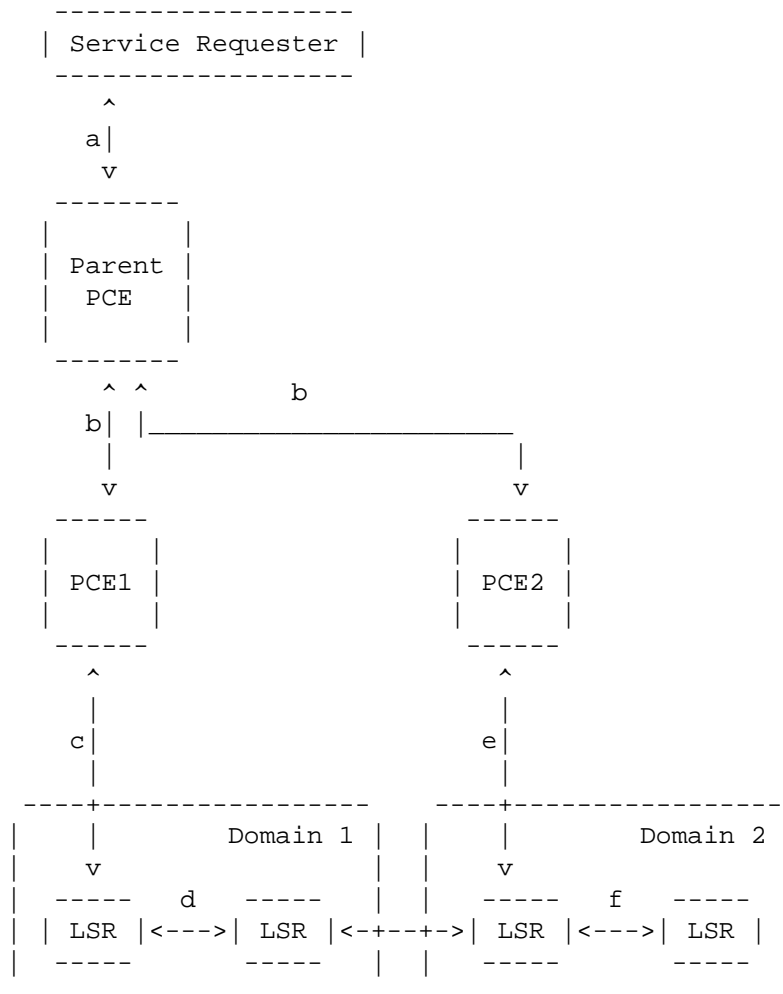 Service Requester
a
v
Parent
PCE
b
b
v v
PCE1 PCE2
c e
Domain 1 Domain 2
v v
d f
LSR LSR LSR LSR